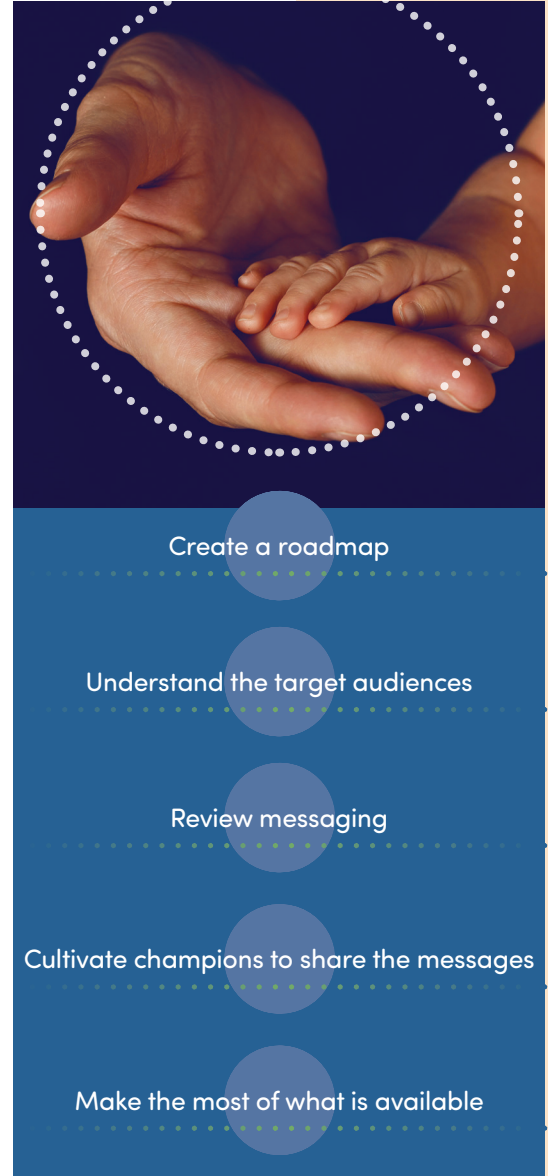 Create a roadmap
Understand the target audiences
Review messaging
Cultivate champions to share the messages
Make the most of what is available